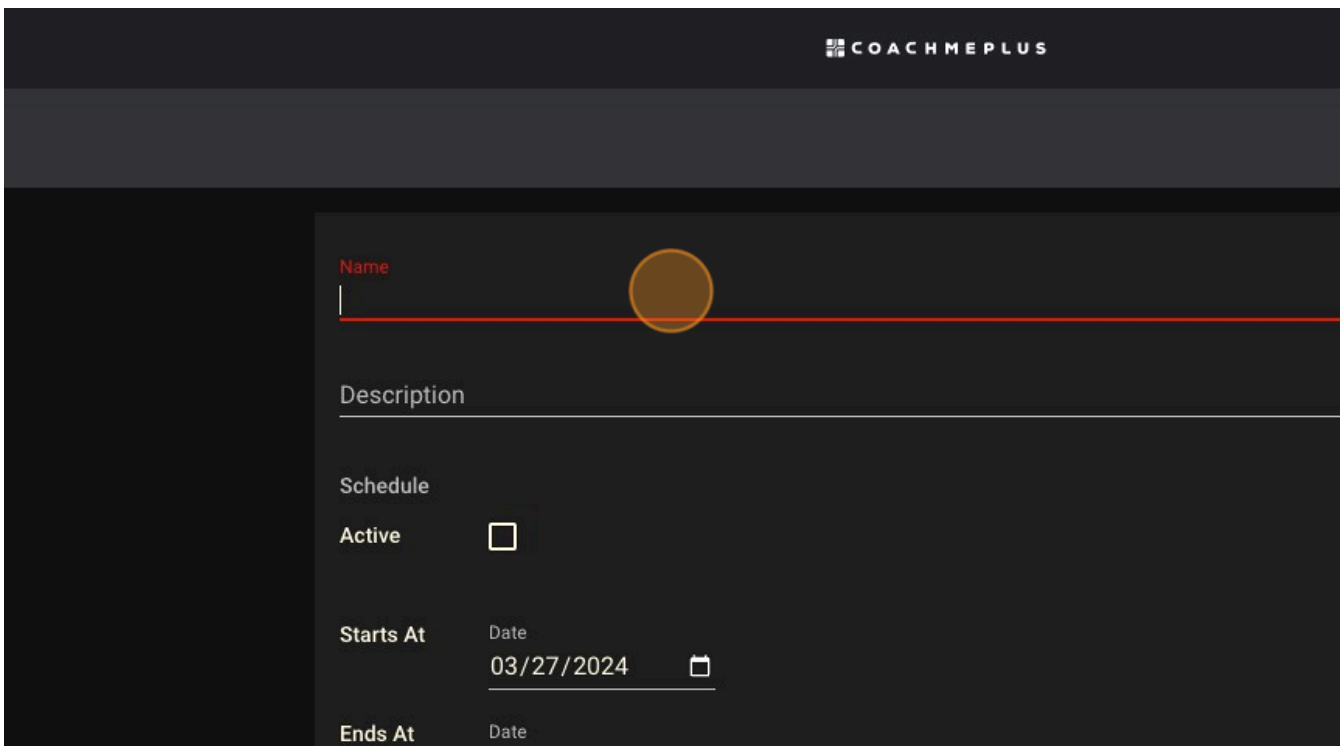 COACHMEPLUS
Name
Description
Schedule
Active
Starts At
Date
03/27/2024
Ends At
Date